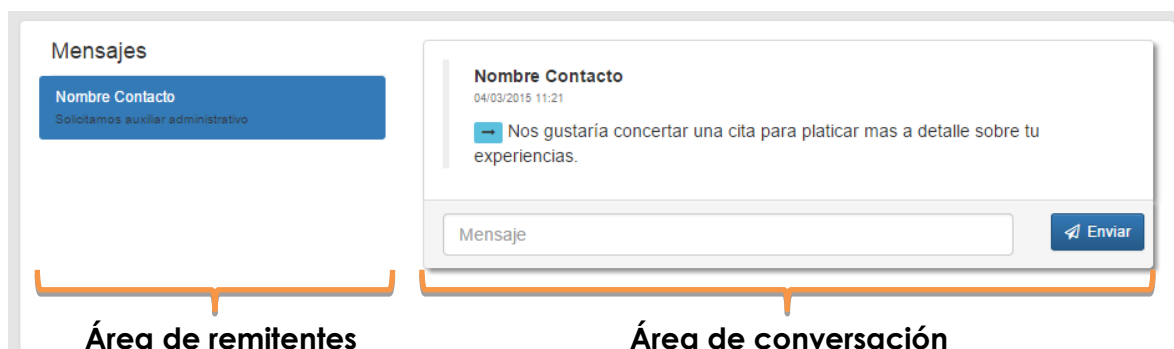 Mensajes
Nombre Contacto
Solicitamos auxiliar administrativo
Nombre Contacto
04/03/2015 11:21
Nos gustaría concertar una cita para platicar mas a detalle sobre tu
experiencias.
Mensaje
Enviar
Área de remitentes
Área de conversación